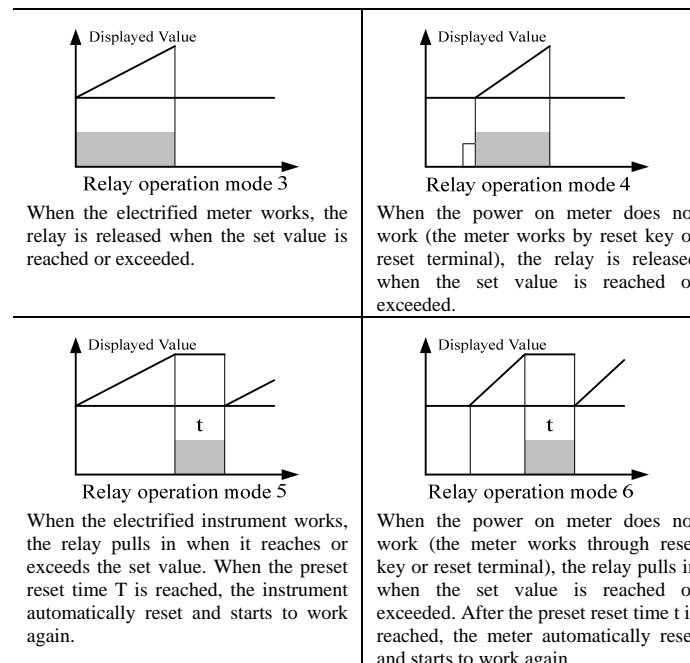 Displayed Value
Relay operation mode 3
When the electrified meter works, the
relay is released when the set value is
reached or exceeded.
Displayed Value
Relay operation mode 4
When the power on meter does no
work (the meter works by reset key o
reset terminal), the relay is released
when the set value is reached o
exceeded.
Displayed Value
t
Relay operation mode 5
When the electrified instrument works,
the relay pulls in when it reaches or
exceeds the set value. When the preset
reset time T is reached, the instrument
automatically reset and starts to work
again.
Displayed Value
t
Relay operation mode 6
When the power on meter does no
work (the meter works through rese
key or reset terminal), the relay pulls in
when the set value is reached o
exceeded. After the preset reset time t i
reached, the meter automatically rese
and starts to work again